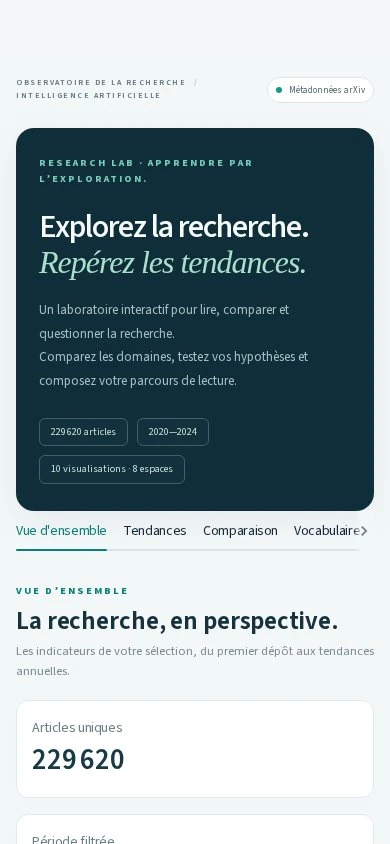 OBSERVATOIRE DE LA RECHERCHE /
INTELLIGENCE ARTIFICIELLE
Métadonnées arXiv
RESEARCH LAB · APPRENDRE PAR
L’EXPLORATION.
Explorez la recherche.
Repérez les tendances.
Un laboratoire interactif pour lire, comparer et
questionner la recherche.
Comparez les domaines, testez vos hypothèses et
composez votre parcours de lecture.
229 620 articles
2020—2024
10 visualisations · 8 espaces
Vue d'ensemble Tendances Comparaison Vocabulaire
VUE D’ENSEMBLE
La recherche, en perspective.
Les indicateurs de votre sélection, du premier dépôt aux tendances
annuelles.
Articles uniques
229 620
Période filtrée